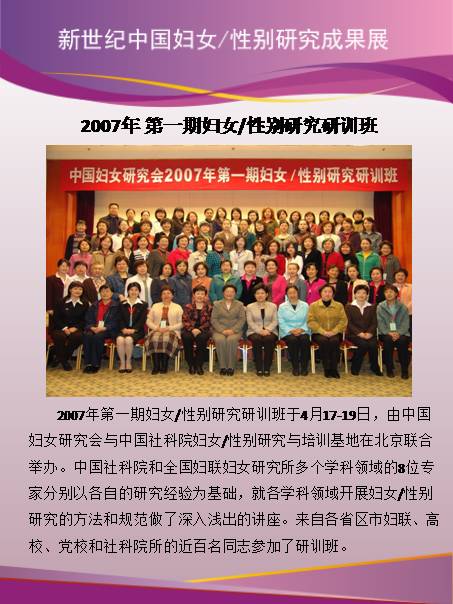 新世纪中国妇女/性别研究成果展
2007年 第一期妇女/性别研究研训班
中国妇女研究会2007年第一期妇女/性别研究研训班
2007年第一期妇女/性别研究研训班于4月17-19日，由中国
妇女研究会与中国社科院妇女/性别研究与培训基地在北京联合
举办。中国社科院和全国妇联妇女研究所多个学科领域的8位专
家分别以各自的研究经验为基础，就各学科领域开展妇女/性别
研究的方法和规范做了深入浅出的讲座。来自各省区市妇联、高
校、党校和社科院所的近百名同志参加了研训班。